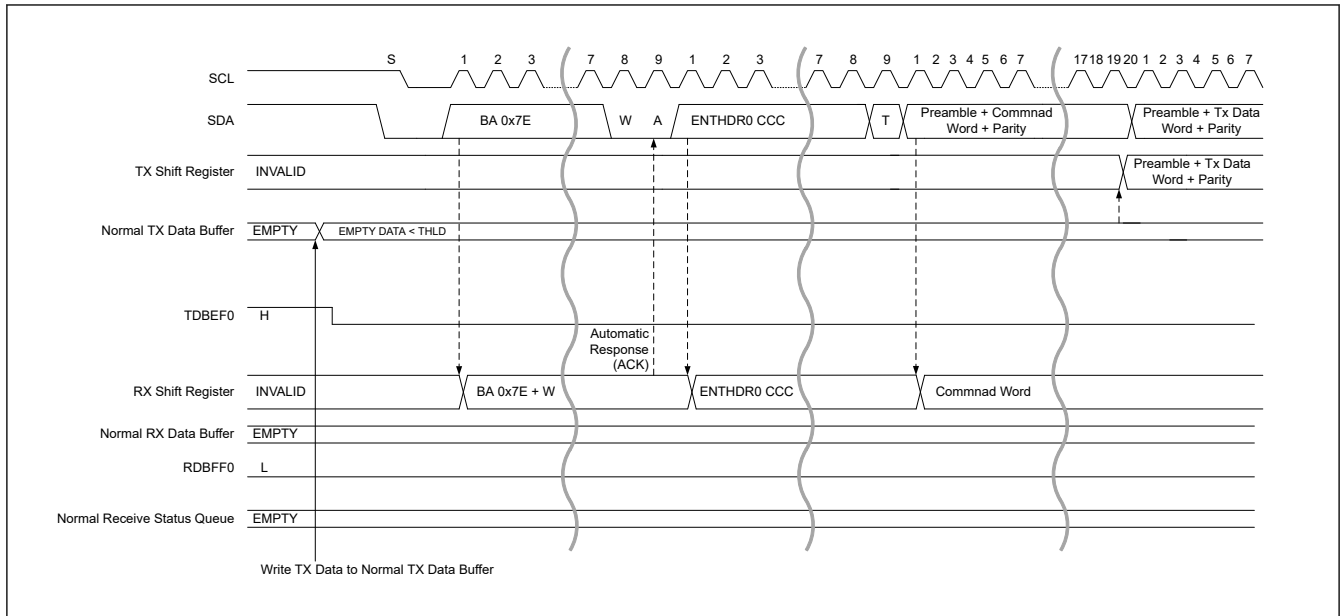 S 1 2 3 7 8 9 1 2 3 7 8 9 1 2 3 4 5 6 7 17 18 19 20 1 2 3 4 5 6 7
SCL
SDA BA 0x7E W A ENTHDR0 CCC T Preamble + Commnad Preamble + Tx Data
Word + Parity Word + Parity
TX Shift Register INVALID Preamble + Tx Data
Word + Parity
Normal TX Data Buffer EMPTY EMPTY DATA < THLD
TDBEF0 H
Automatic
Response
(ACK)
RX Shift Register INVALID BA 0x7E + W ENTHDR0 CCC Commnad Word
Normal RX Data Buffer EMPTY
RDBFF0 L
Normal Receive Status Queue EMPTY
Write TX Data to Normal TX Data Buffer